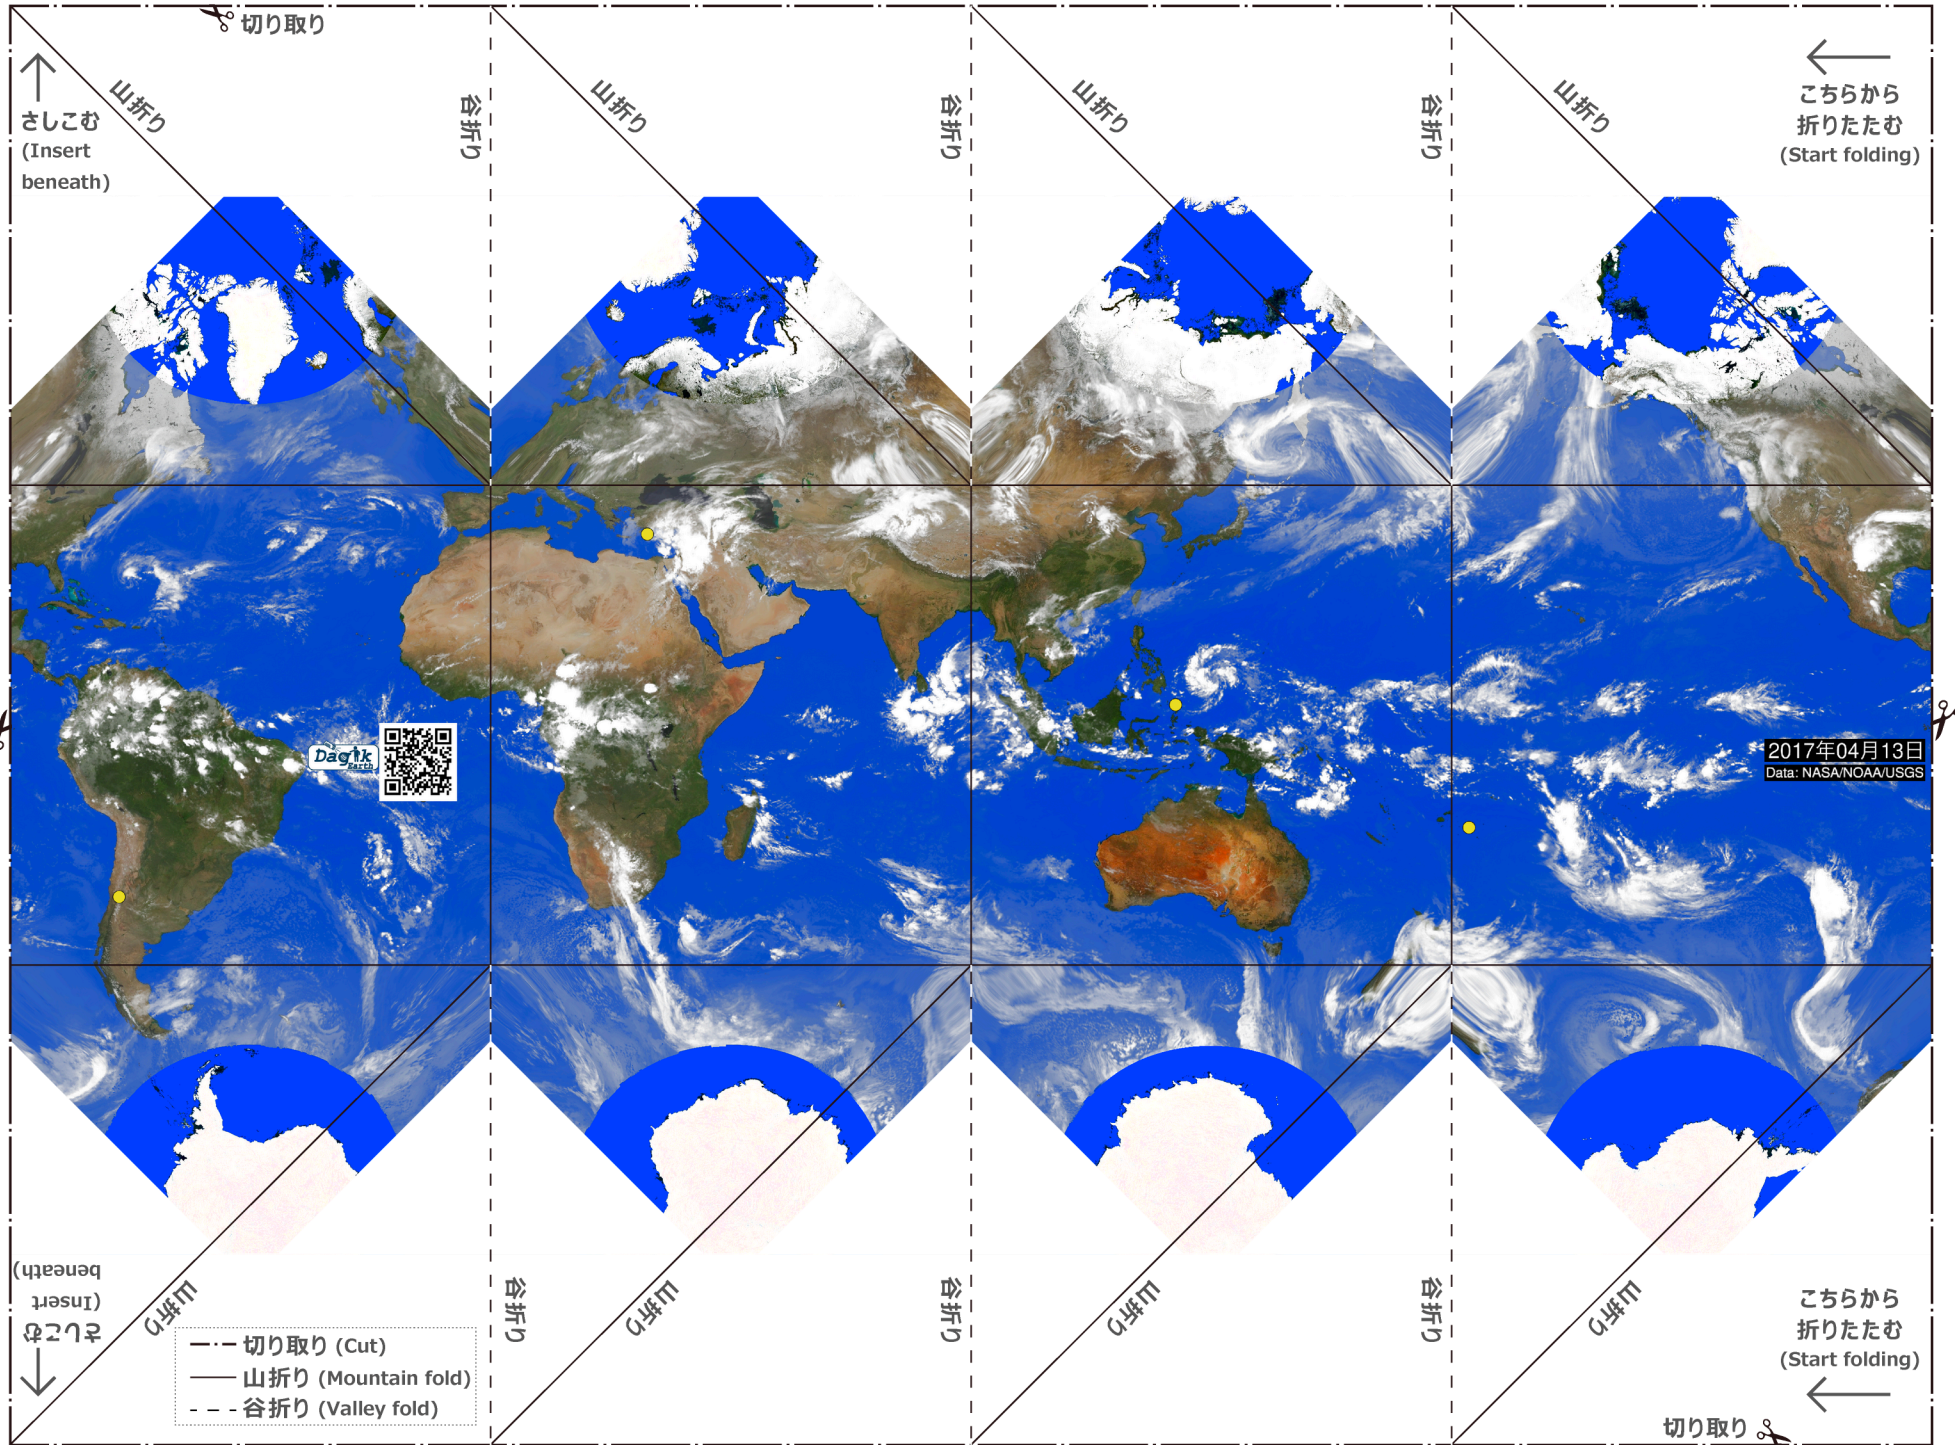 切り取り
さしこむ
(Insert
beneath)
山折り
谷折り
山折り
谷折り
山折り
谷折り
山折り
こちらから
折りたたむ
(Start folding)
Dagik
Earth
2017年04月13日
Data: NASA/NOAA/USGS
さしこむ
(Insert
beneath)
山折り
谷折り
山折り
谷折り
山折り
谷折り
山折り
こちらから
折りたたむ
(Start folding)
切り取り (Cut)
山折り (Mountain fold)
谷折り (Valley fold)
切り取り